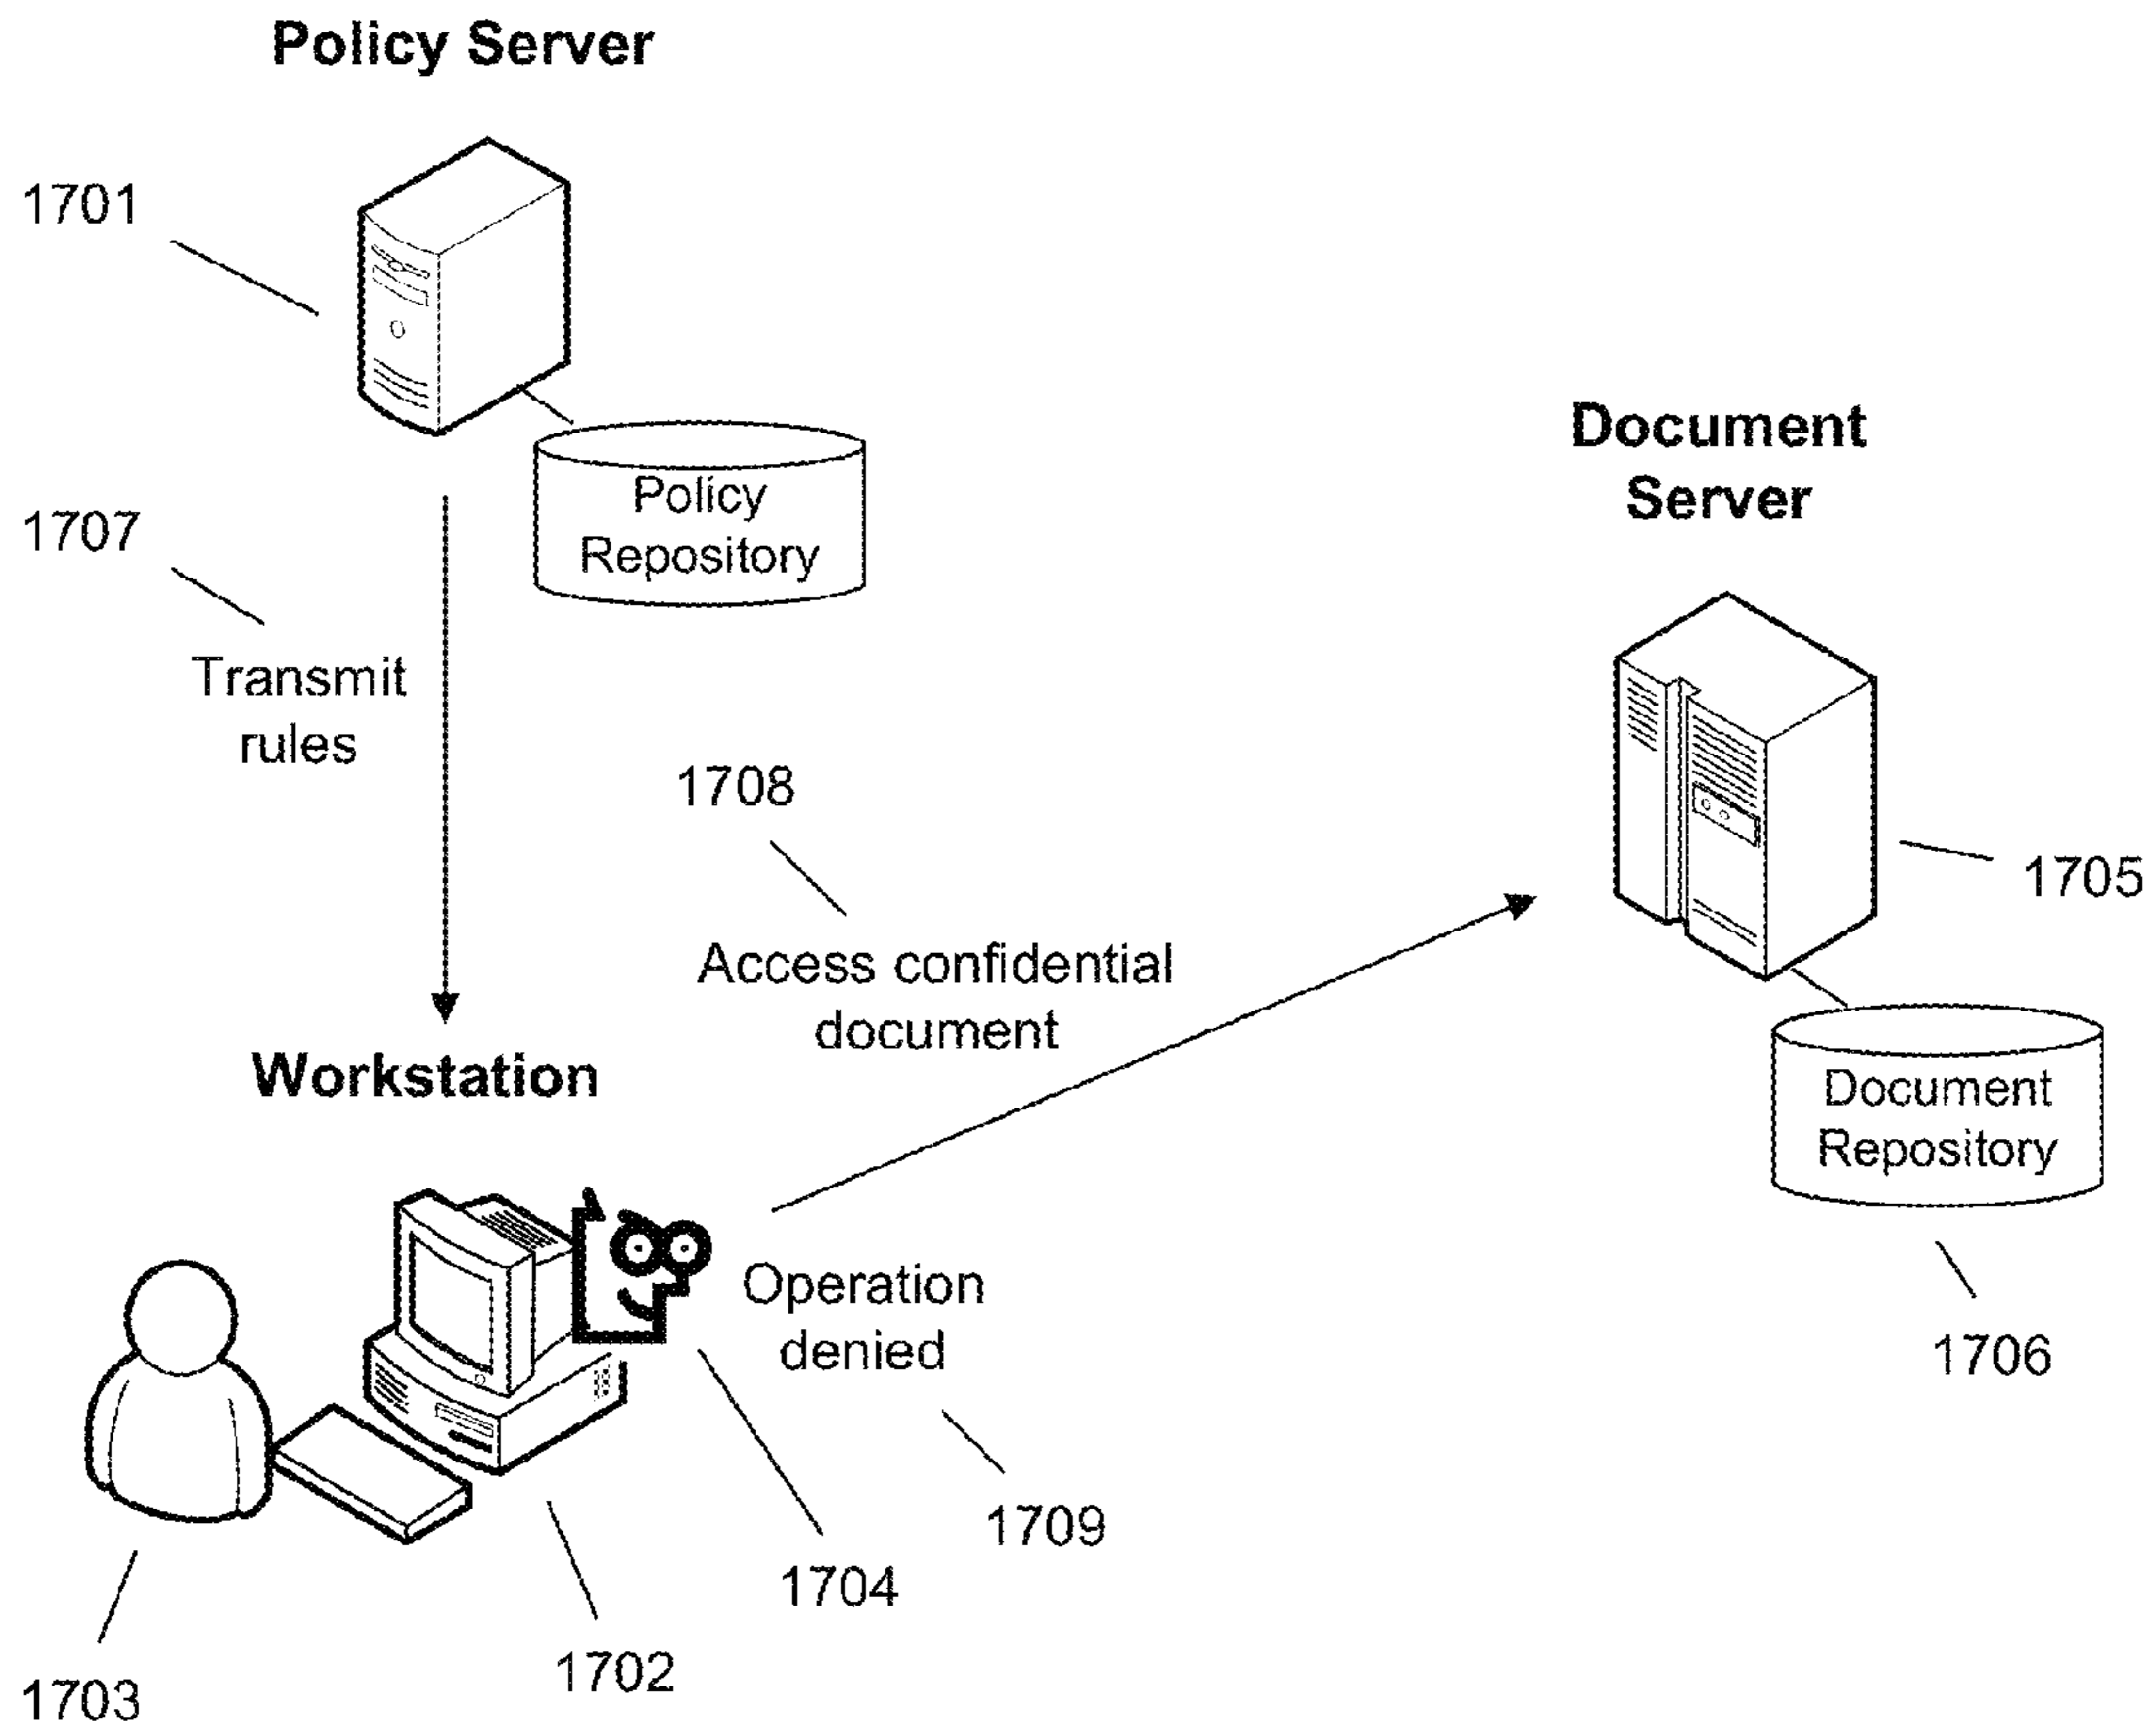 Policy Server
1701
Policy
Repository
1707
Transmit
rules
Document
Server
1708
1705
Access confidential
document
Workstation
Document
Repository
Operation
denied
1706
1709
1704
1702
1703